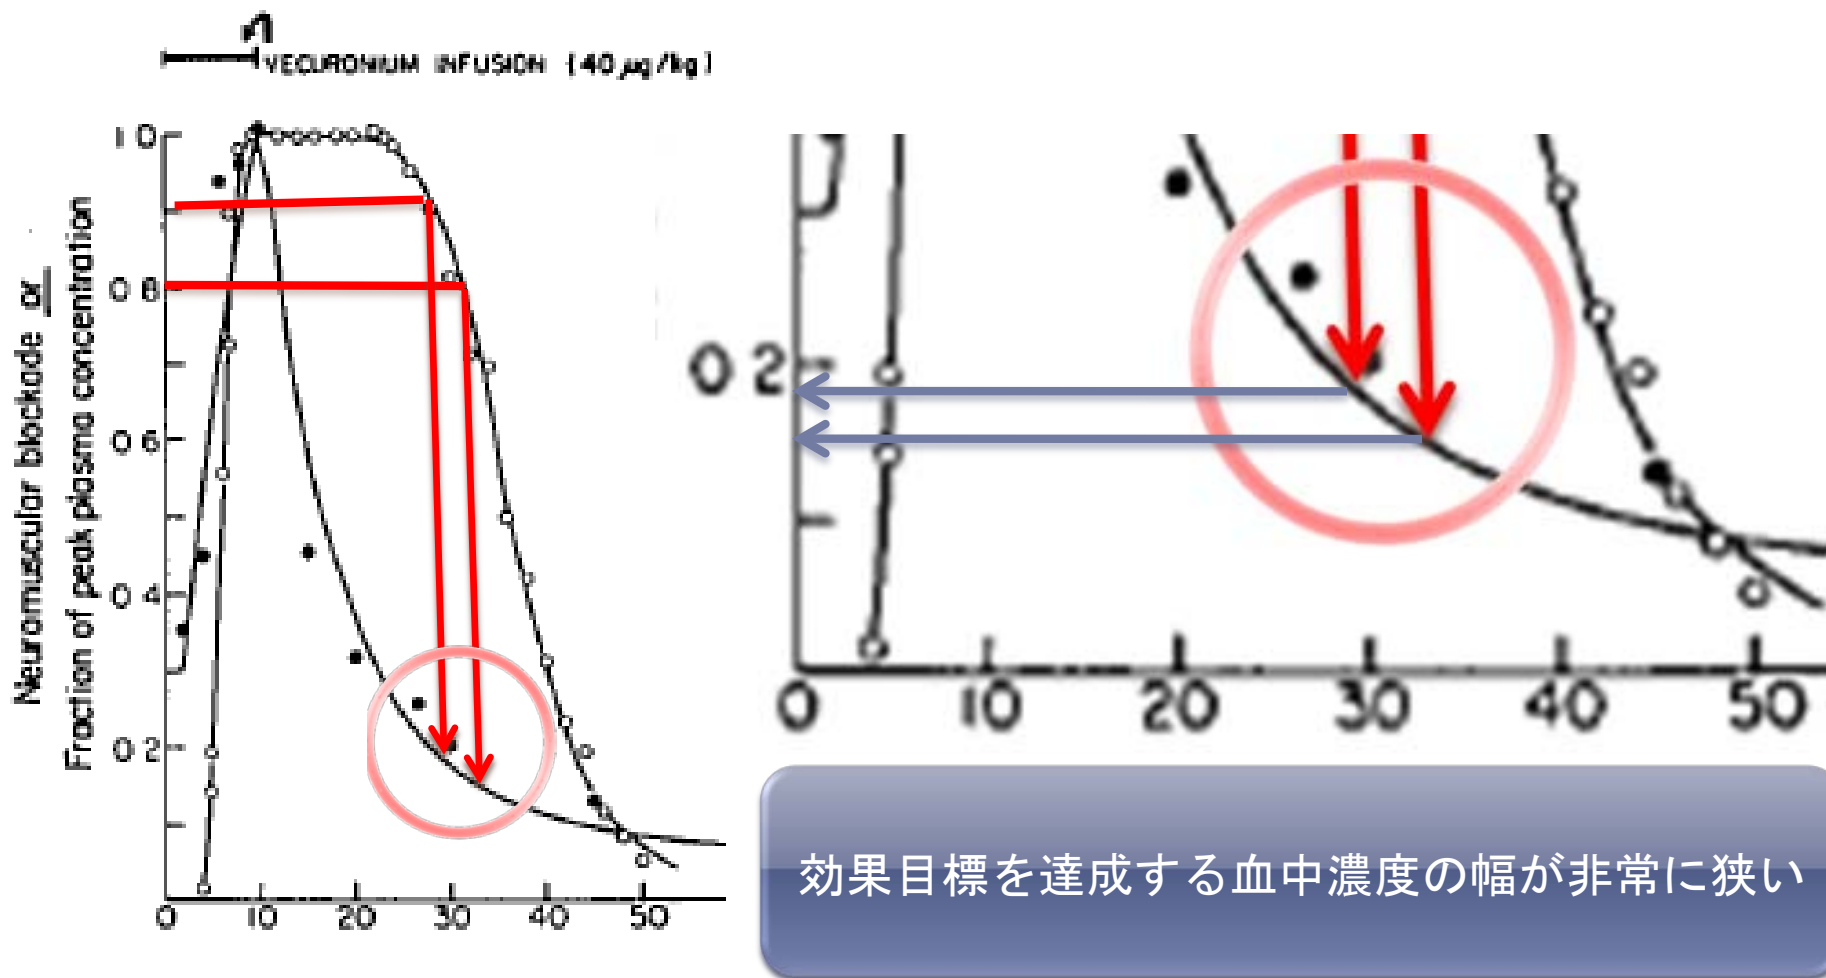 VECURONIUM INFUSION (40 µg/kg)
Neuromuscular blockade or
Fraction of peak plasma concentration
1 0
0 8
0 6
0 4
0 2
0 10 20 30 40 50
0 2
0 10 20 30 40 50
効果目標を達成する血中濃度の幅が非常に狭い